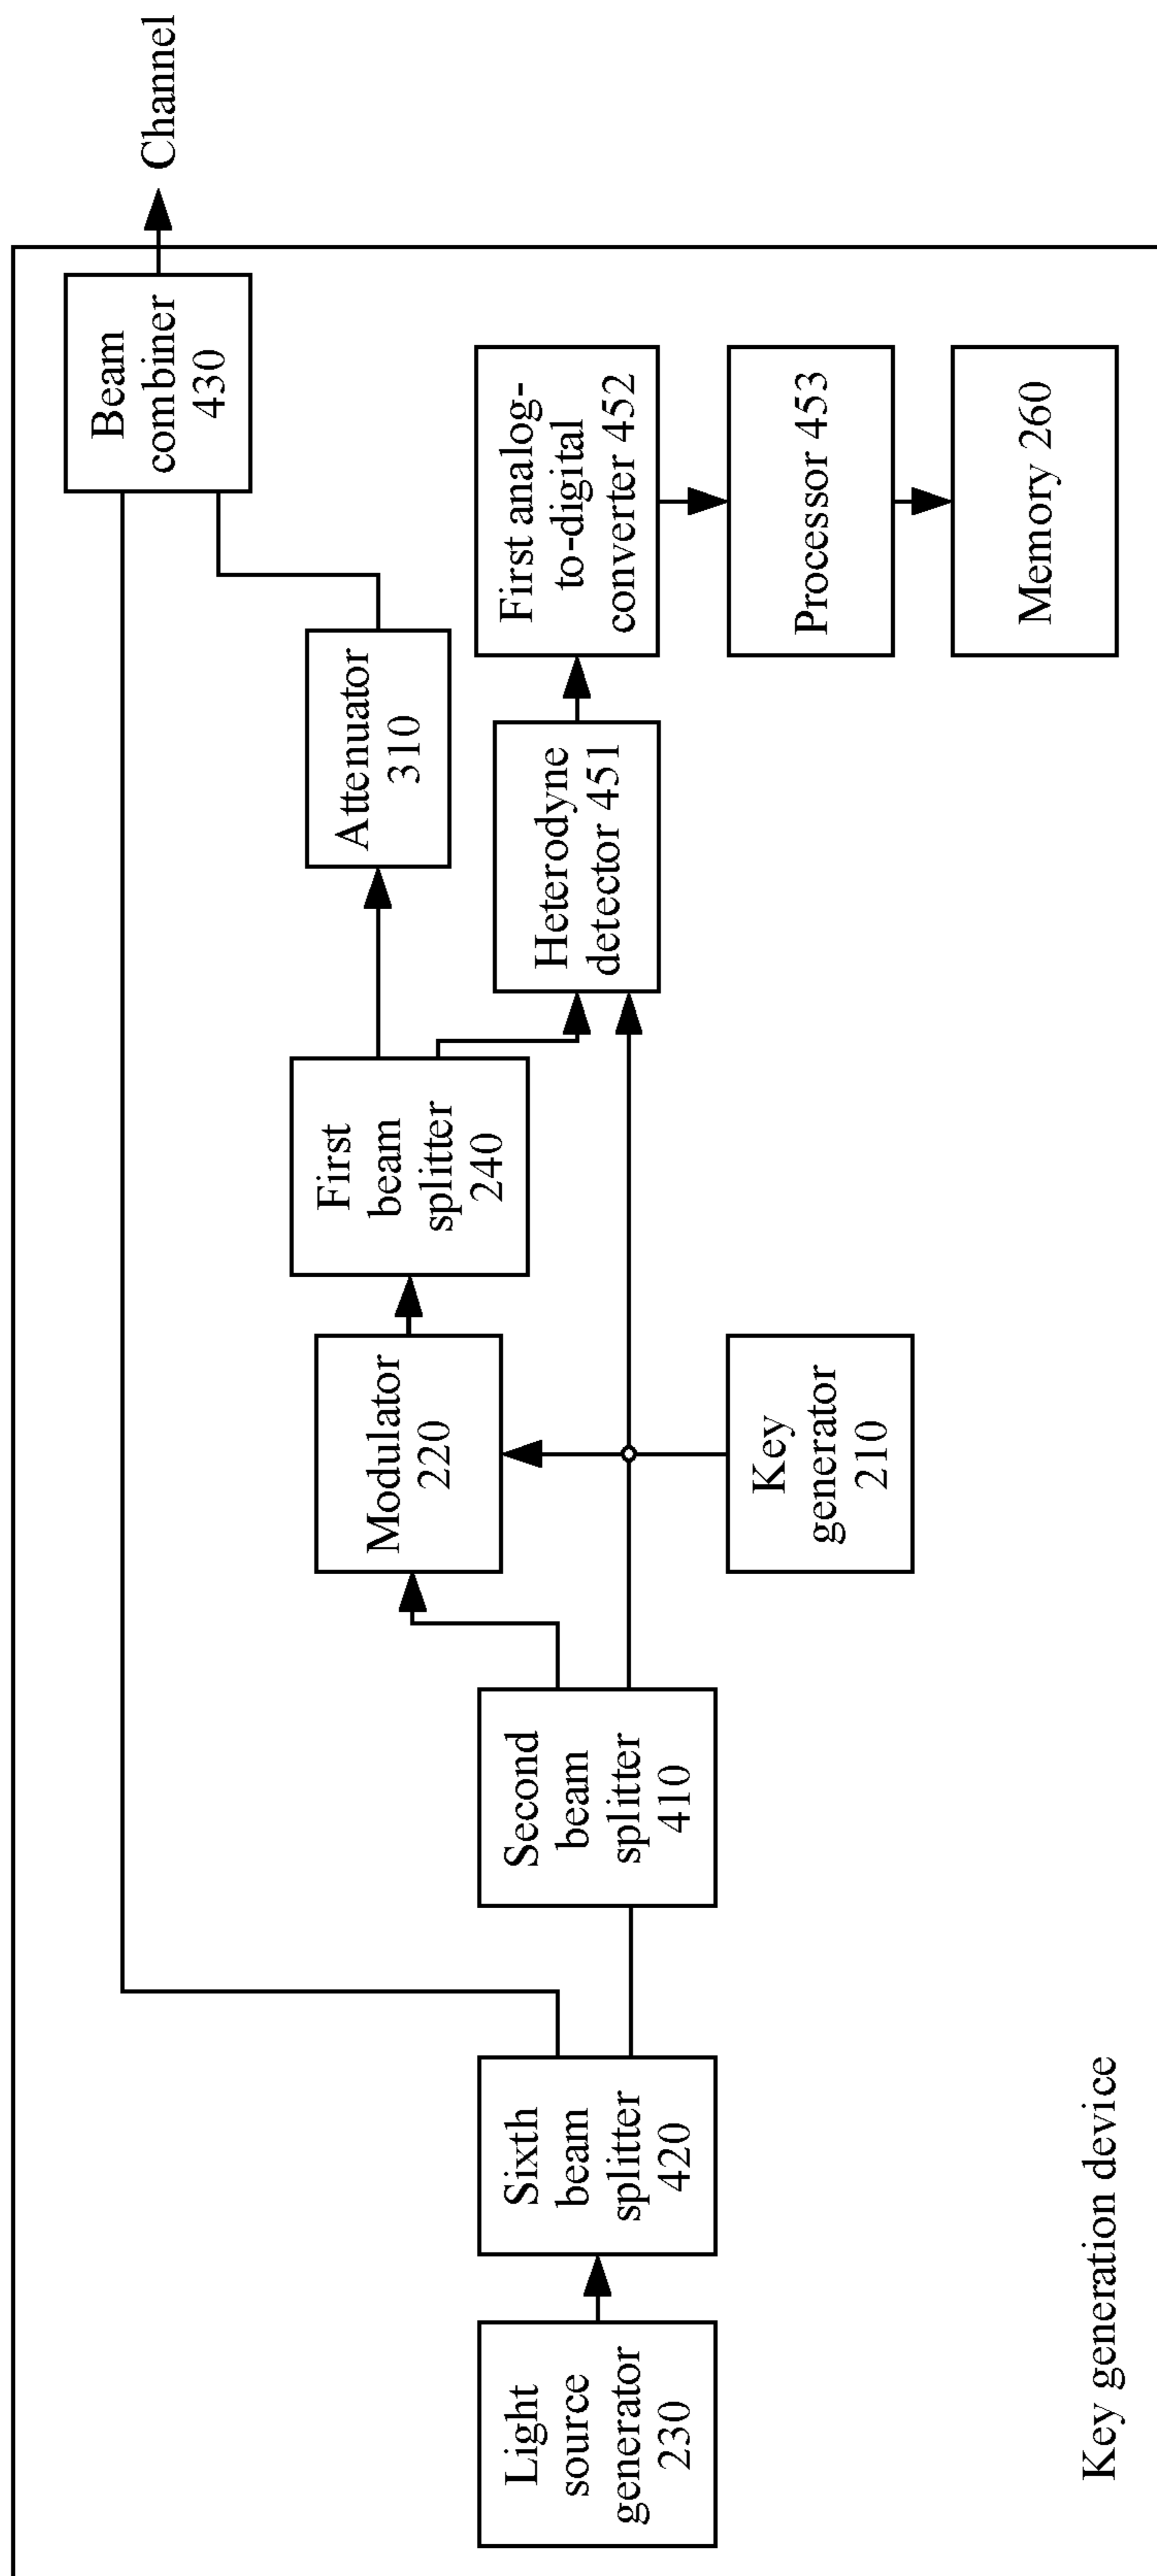 Channel
Beam
combiner
430
Attenuator
310
First analog-
to-digital
converter 452
Processor 453
Memory 260
Heterodyne
detector 451
First
beam
splitter
240
Modulator
220
Key
generator
210
Second
beam
splitter
410
Sixth
beam
splitter
420
Light
source
generator
230
Key generation device